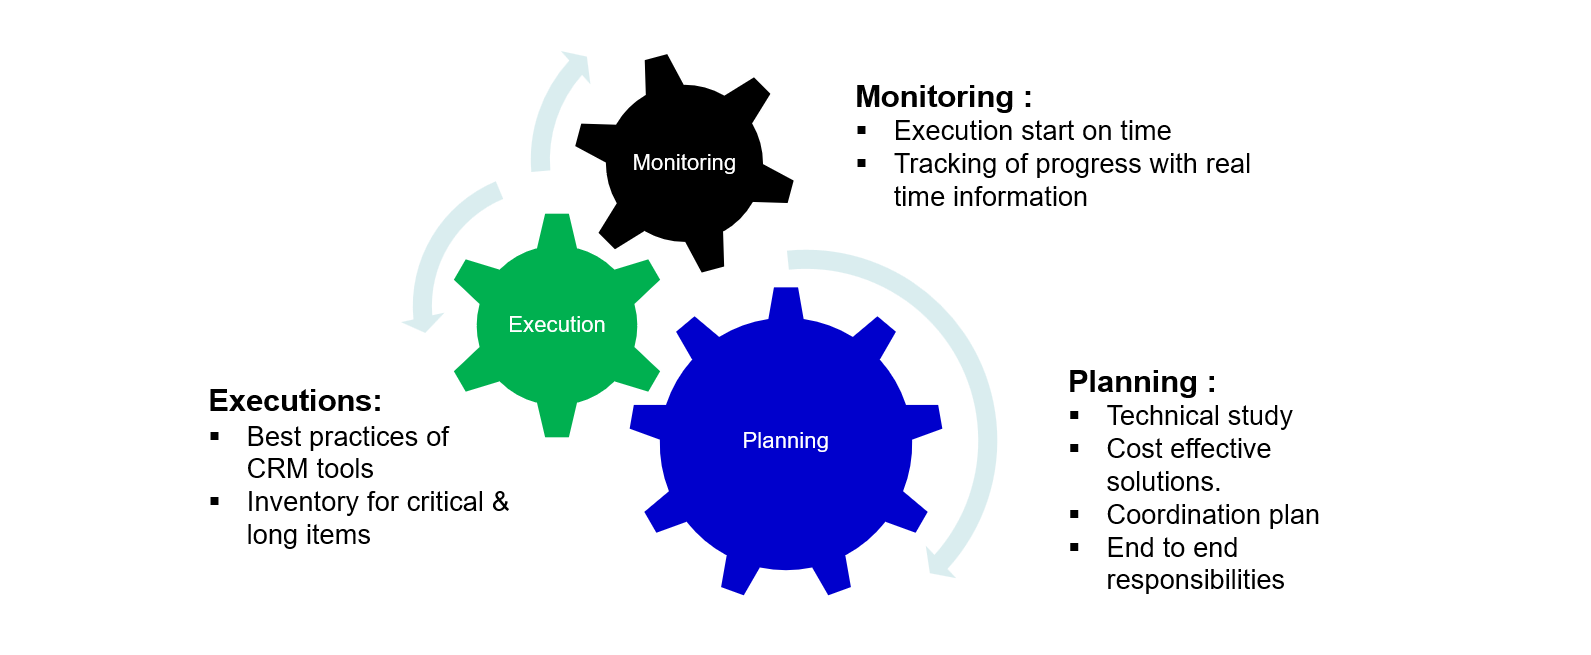 Monitoring
Monitoring :
▪ Execution start on time
▪ Tracking of progress with real
time information
Execution
Executions:
▪ Best practices of
CRM tools
▪ Inventory for critical &
long items
Planning
Planning :
▪ Technical study
▪ Cost effective
solutions.
▪ Coordination plan
▪ End to end
responsibilities